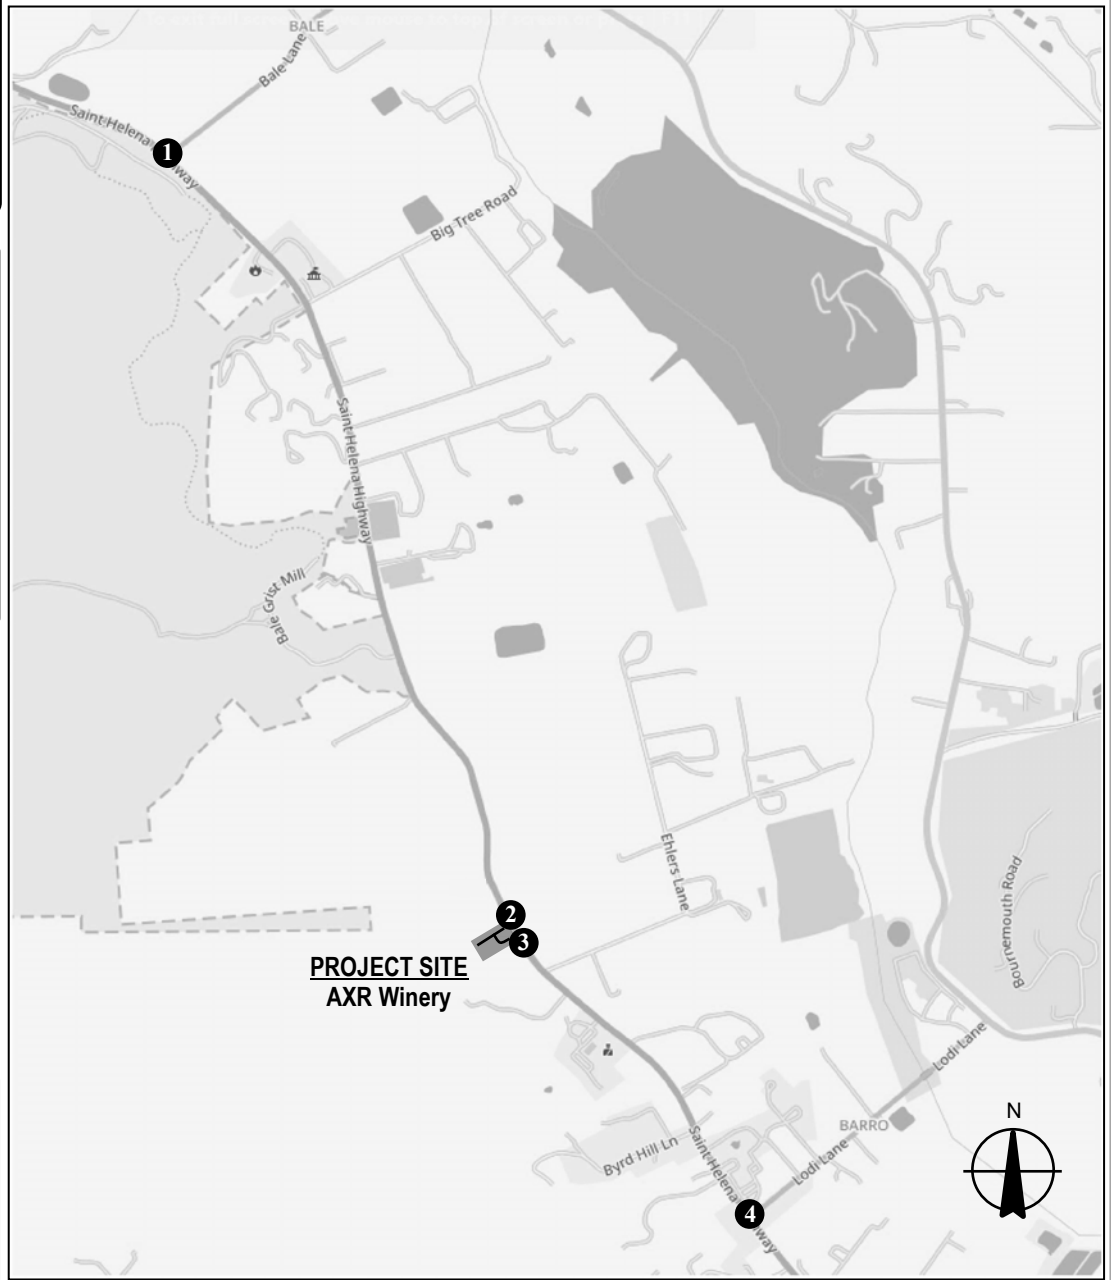 BALE
Bale Lane
Saint Helena Highway
1
Big Tree Road
Saint Helena Highway
Bale Grist Mill
Ehlers Lane
2
3
PROJECT SITE
AXR Winery
Bournemouth Road
Lodi Lane
BARRO
N
Byrd Hill Ln
Saint Helena
Lodi Lane
4
way